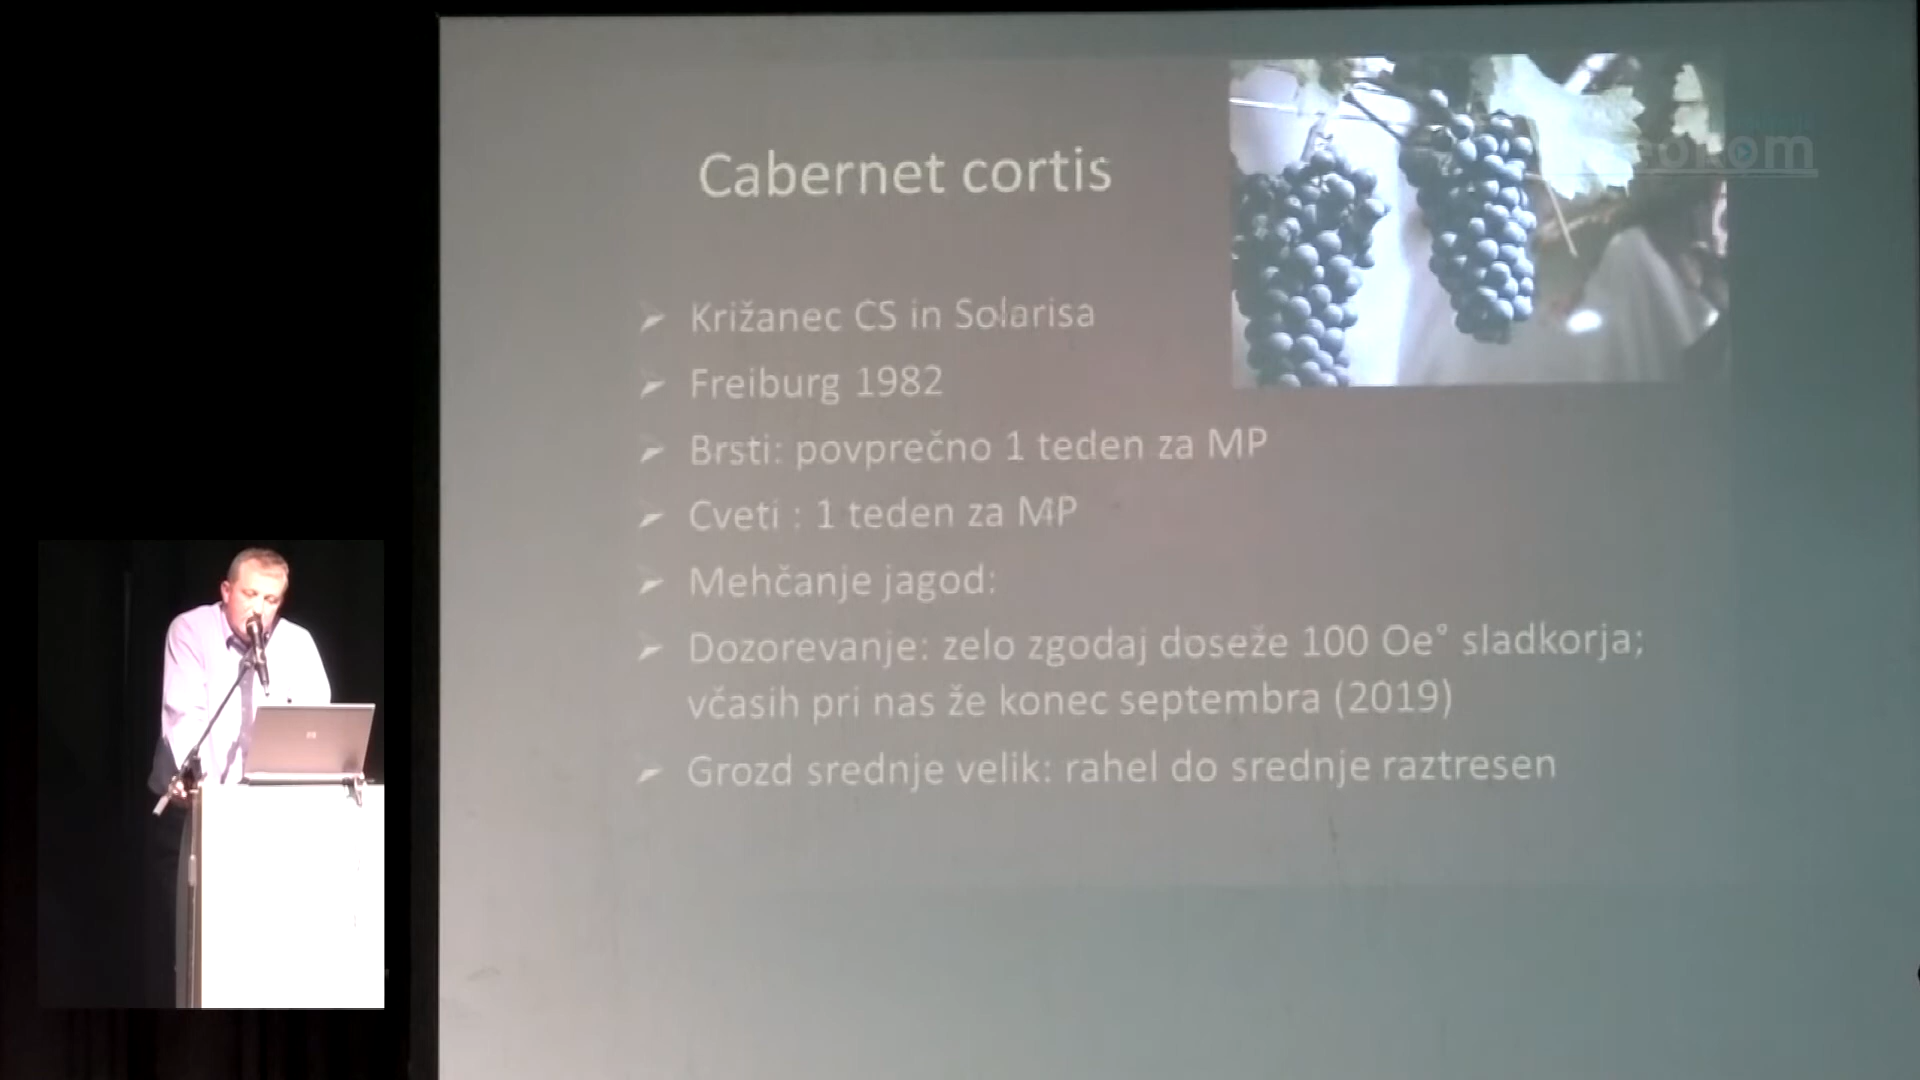 Cabernet cortis
Križanec CS in Solarisa
Freiburg 1982
Brsti: povprečno 1 teden za MP
Cveti : 1 teden za MP
Mehčanje jagod:
Dozorevanje: zelo zgodaj doseže 100 Oe° sladkorja;
včasih pri nas že konec septembra (2019)
Grozd srednje velik: rahel do srednje raztresen